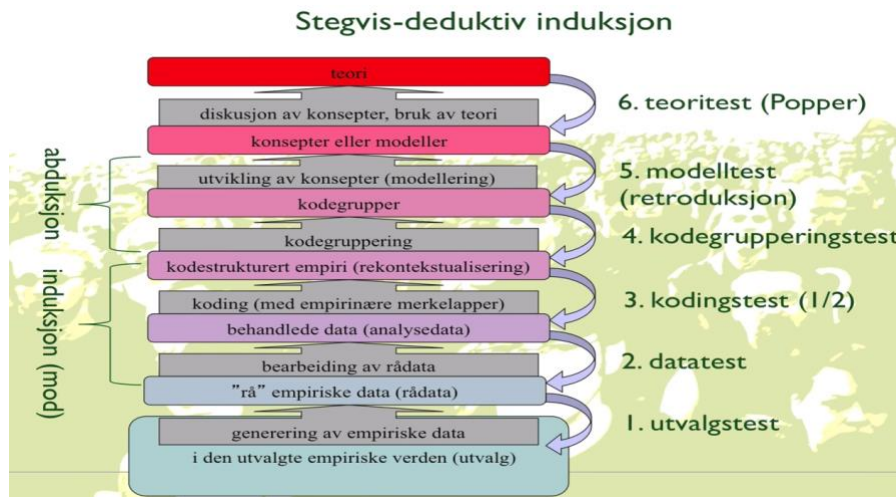 Stegvis-deduktiv induksjon
teori
diskusjon av konsepter, bruk av teori
6. teoritest (Popper)
konsepter eller modeller
utvikling av konsepter (modellering)
5. modelltest
(retroduksjon)
kodegrupper
abduksjon
kodegruppering
4. kodegrupperingstest
kodestrukturert empiri (rekontekstualisering)
koding (med empirinære merkelapper)
3. kodingstest (1/2)
behandlede data (analysedata)
induksjon (mod)
bearbeiding av rådata
2. datatest
”rå” empiriske data (rådata)
generering av empiriske data
1. utvalgstest
i den utvalgte empiriske verden (utvalg)